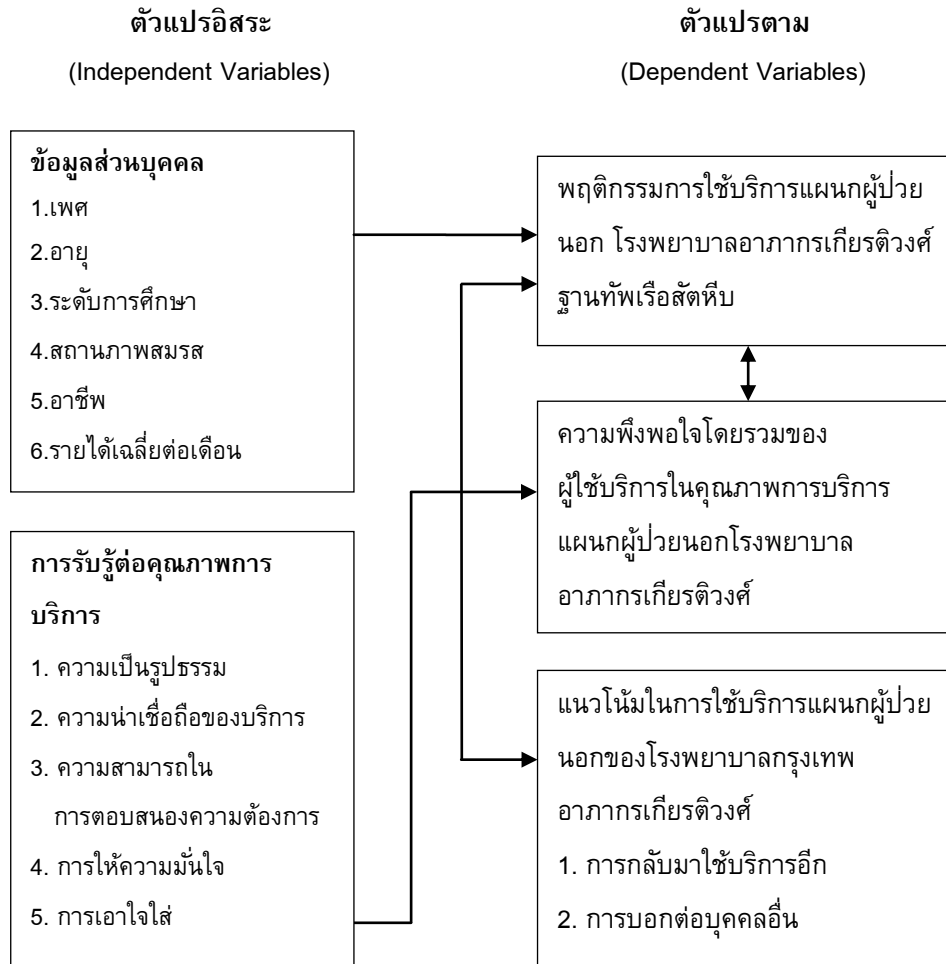 ตัวแปรอิสระ
(Independent Variables)
ข้อมูลส่วนบุคคล
1.เพศ
2.อายุ
3.ระดับการศึกษา
4.สถานภาพสมรส
5.อาชีพ
6.รายได้เฉลี่ยต่อเดือน
การรับรู้ต่อคุณภาพการ
บริการ
1. ความเป็นรูปธรรม
2. ความน่าเชื่อถือของบริการ
3. ความสามารถใน
การตอบสนองความต้องการ
4. การให้ความมั่นใจ
5. การเอาใจใส่
ตัวแปรตาม
(Dependent Variables)
พฤติกรรมการใช้บริการแผนกผู้ป่วย
นอก โรงพยาบาลอาภากรเกียรติวงศ์
ฐานทัพเรือสัตหีบ
ความพึงพอใจโดยรวมของ
ผู้ใช้บริการในคุณภาพการบริการ
แผนกผู้ป่วยนอกโรงพยาบาล
อาภากรเกียรติวงศ์
แนวโน้มในการใช้บริการแผนกผู้ป่วย
นอกของโรงพยาบาลกรุงเทพ
อาภากรเกียรติวงศ์
1. การกลับมาใช้บริการอีก
2. การบอกต่อบุคคลอื่น